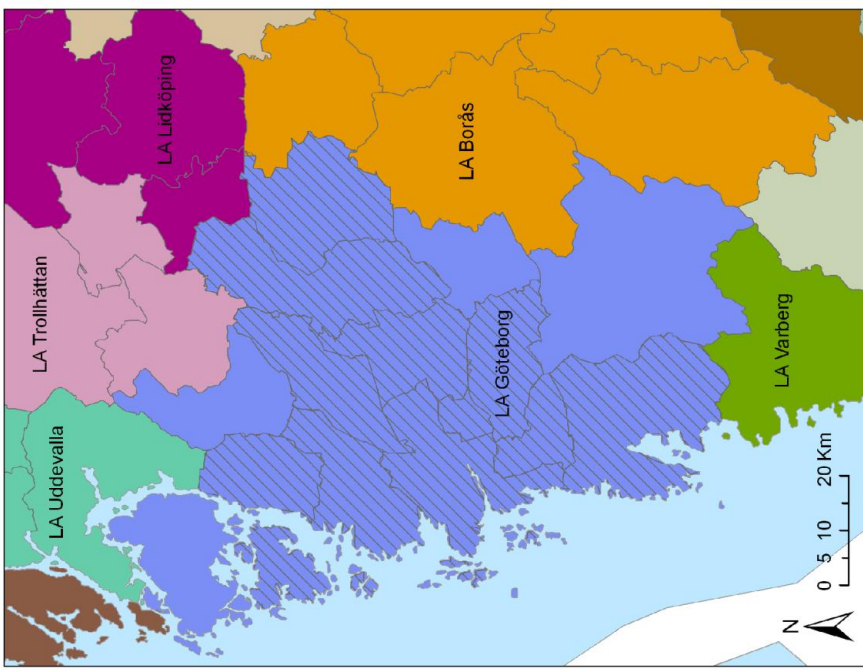 LA Uddevalla
LA Trollhättan
LA Lidköping
LA Göteborg
LA Borås
LA Varberg
N
0 5 10 20 Km